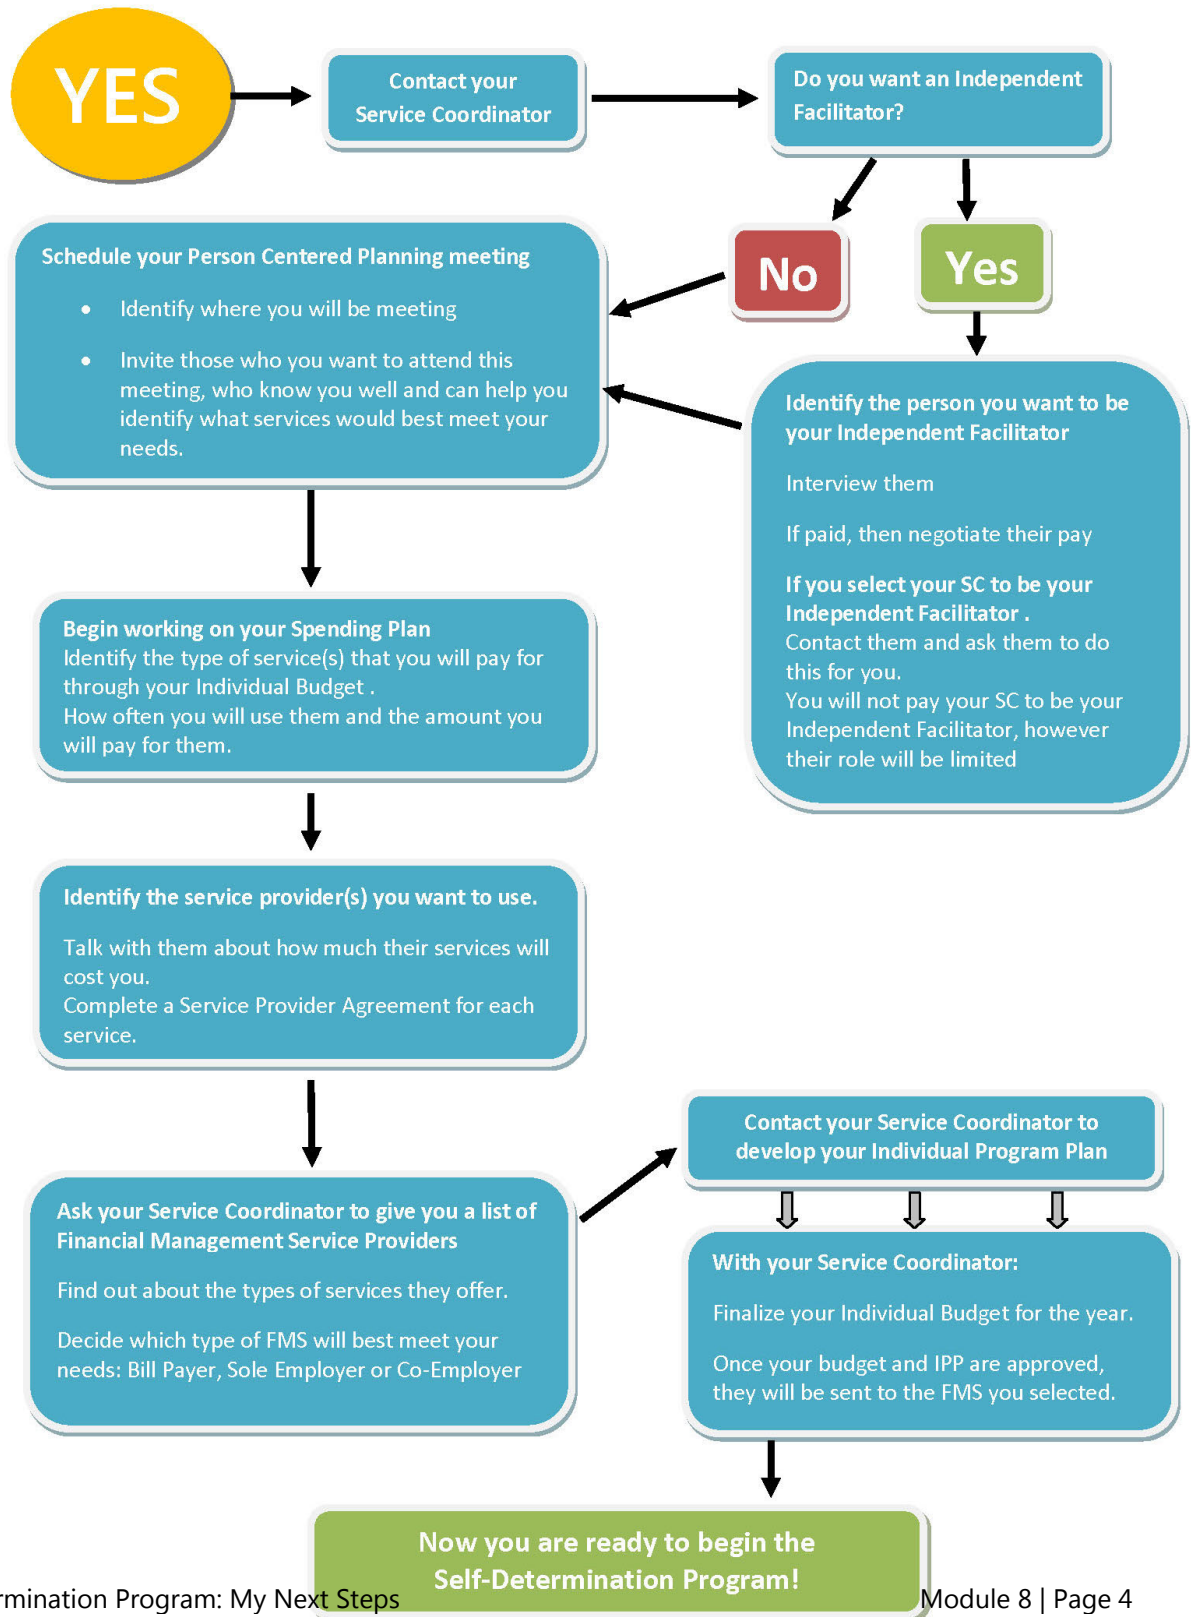 YES
Contact your
Service Coordinator
Do you want an Independent
Facilitator?
No
Yes
Schedule your Person Centered Planning meeting
• Identify where you will be meeting
• Invite those who you want to attend this
meeting, who know you well and can help you
identify what services would best meet your
needs.
Identify the person you want to be
your Independent Facilitator
Interview them
If paid, then negotiate their pay
If you select your SC to be your
Independent Facilitator .
Contact them and ask them to do
this for you.
You will not pay your SC to be your
Independent Facilitator, however
their role will be limited
Begin working on your Spending Plan
Identify the type of service(s) that you will pay for
through your Individual Budget .
How often you will use them and the amount you
will pay for them.
Identify the service provider(s) you want to use.
Talk with them about how much their services will
cost you.
Complete a Service Provider Agreement for each
service.
Ask your Service Coordinator to give you a list of
Financial Management Service Providers
Find out about the types of services they offer.
Decide which type of FMS will best meet your
needs: Bill Payer, Sole Employer or Co-Employer
Contact your Service Coordinator to
develop your Individual Program Plan
With your Service Coordinator:
Finalize your Individual Budget for the year.
Once your budget and IPP are approved,
they will be sent to the FMS you selected.
Now you are ready to begin the
Self-Determination Program!
rmination Program: My Next Steps
Module 8 | Page 4